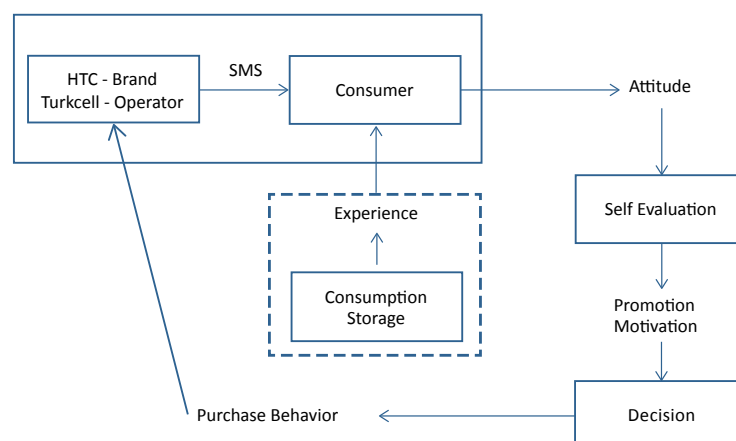 HTC - Brand
Turkcell - Operator
SMS
Consumer
Attitude
Self Evaluation
Experience
Consumption
Storage
Promotion
Motivation
Purchase Behavior
Decision